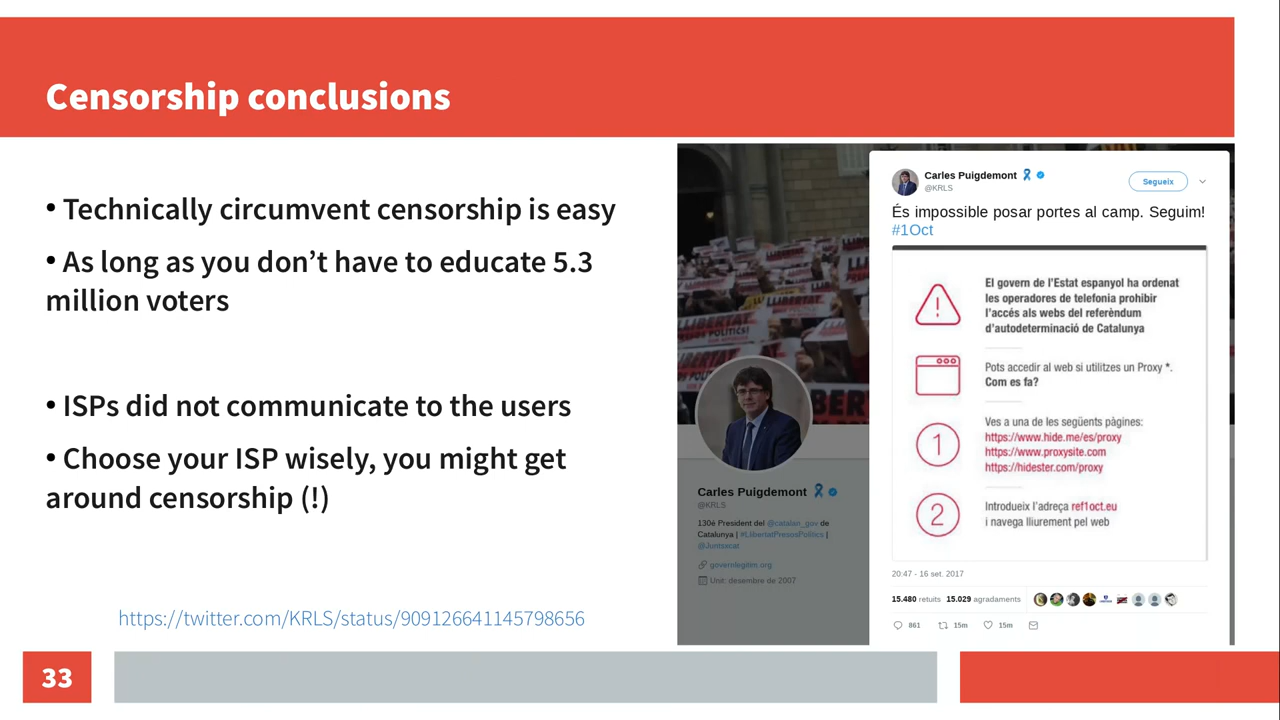 Censorship conclusions
• Technically circumvent censorship is easy
• As long as you don’t have to educate 5.3
million voters
• ISPs did not communicate to the users
• Choose your ISP wisely, you might get
around censorship (!)
https://twitter.com/KRLS/status/909126641145798656
33
Carles Puigdemont
@KRLS
130è President del @catalan_gov de
Catalunya | #LlibertatPresosPolítics |
@Juntsxcat
governlegitim.org
Unit: desembre de 2007
Carles Puigdemont
@KRLS
Segueix
És impossible posar portes al camp. Seguim!
#1Oct
El govern de l'Estat espanyol ha ordenat
les operadores de telefonia prohibir
l'accés als webs del referèndum
d'autodeterminació de Catalunya
Pots accedir al web si utilitzes un Proxy *.
Com es fa?
1
Ves a una de les següents pàgines:
https://www.hide.me/es/proxy
https://www.proxysite.com
https://hidester.com/proxy
2
Introdueix l'adreça ref1oct.eu
i navega lliurement pel web
20:47 - 16 set. 2017
15.480 retuits 15.029 agradaments
861 15m 15m